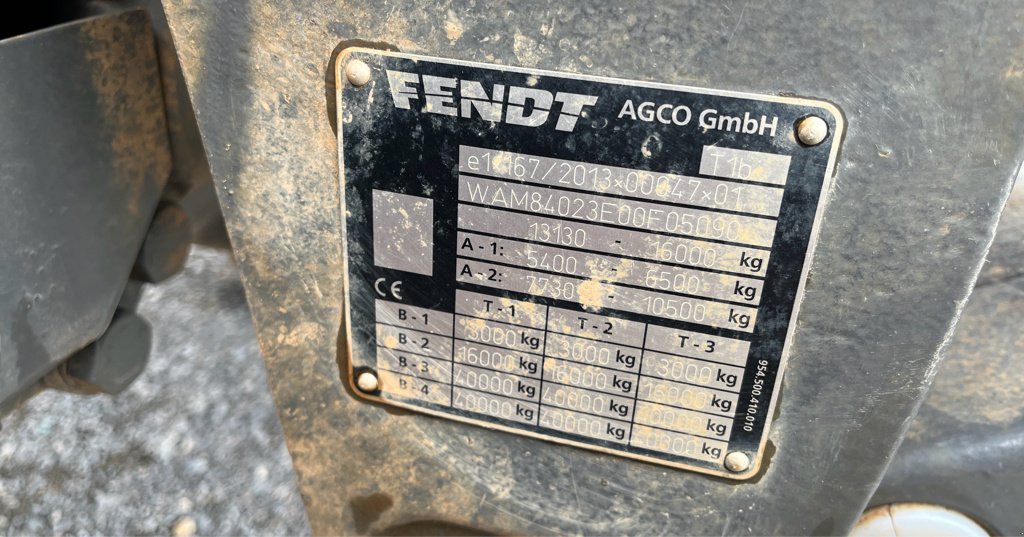 FENDT AGCO GmbH
T1b
e1*167/2013*00047*01
WAM84023E00F05090
13130 - 16000 kg
A - 1: 5400 - 6500 kg
A - 2: 7730 - 10500 kg
CE
T - 1 T - 2 T - 3
B - 1 3000 kg 3000 kg 3000 kg
B - 2 16000 kg 16000 kg 16000 kg
B - 3 40000 kg 40000 kg kg
B - 4 40000 kg 40000 kg kg
954.500.410.010